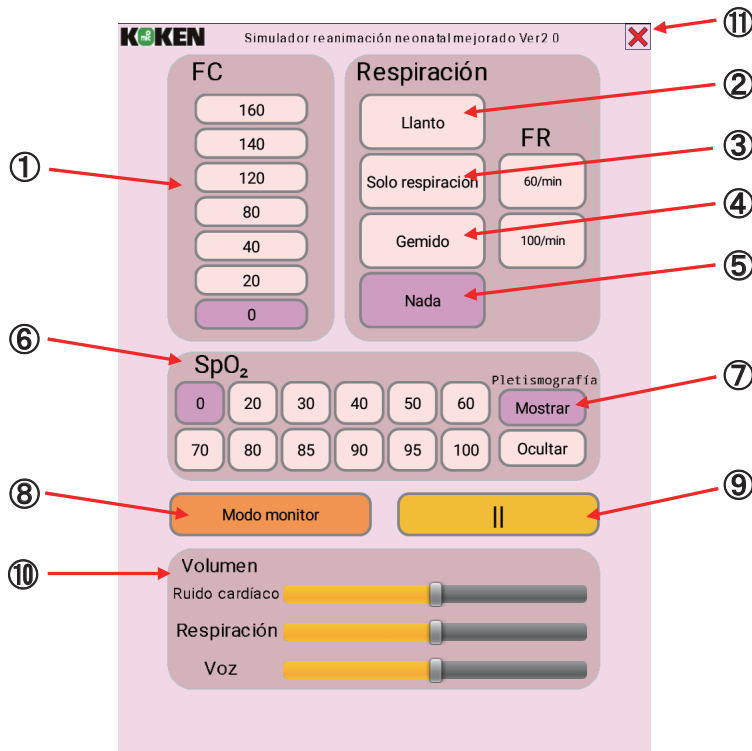 KOKEN Simulador reanimación neonatal mejorado Ver2 0
⑪
FC
160
140
120
80
40
20
0
①
Respiración
Llanto
②
Solo respiración
③
Gemido
④
Nada
⑤
FR
60/min
100/min
⑥
SpO₂
Pletismografía
0 20 30 40 50 60 Mostrar
⑦
70 80 85 90 95 100 Ocultar
⑧
Modo monitor
||
⑨
⑩
Volumen
Ruido cardíaco
Respiración
Voz